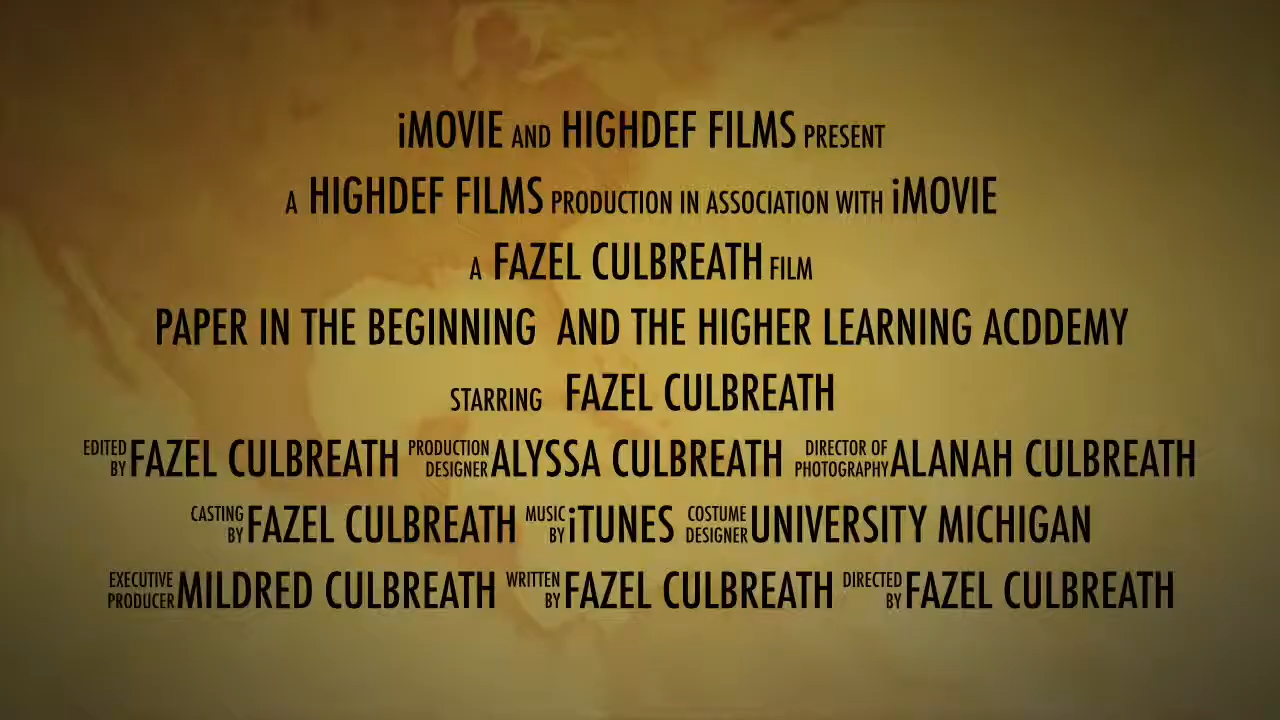 iMOVIE AND HIGHDEF FILMS PRESENT
A HIGHDEF FILMS PRODUCTION IN ASSOCIATION WITH iMOVIE
A FAZEL CULBREATH FILM
PAPER IN THE BEGINNING AND THE HIGHER LEARNING ACDDEMY
STARRING FAZEL CULBREATH
EDITED BY FAZEL CULBREATH PRODUCTION DESIGNER ALYSSA CULBREATH DIRECTOR OF PHOTOGRAPHY ALANAH CULBREATH
CASTING BY FAZEL CULBREATH MUSIC BY iTUNES COSTUME DESIGNER UNIVERSITY MICHIGAN
EXECUTIVE PRODUCER MILDRED CULBREATH WRITTEN BY FAZEL CULBREATH DIRECTED BY FAZEL CULBREATH